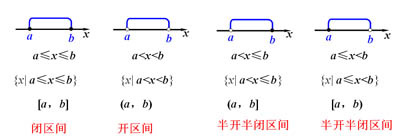 a b x a b x a b x a b x
a≤x≤b a<x<b a<x≤b a≤x<b
{x| a≤x≤b} {x| a<x<b} {x| a<x≤b} {x| a≤x<b}
[a，b] (a，b) (a，b] [a，b)
闭区间 开区间 半开半闭区间 半开半闭区间